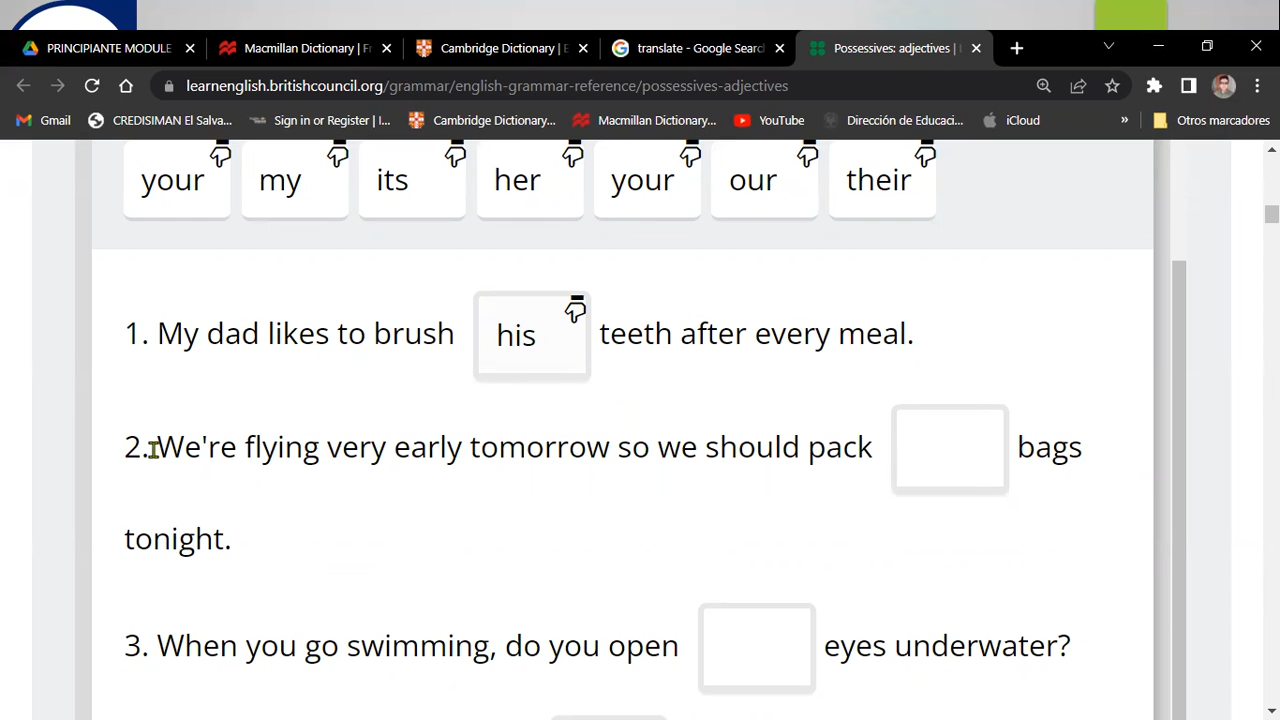 PRINCIPIANTE MODULE
Macmillan Dictionary | Fr
Cambridge Dictionary | E
translate - Google Searc
Possessives: adjectives |
learnenglish.britishcouncil.org/grammar/english-grammar-reference/possessives-adjectives
Gmail
CREDISIMAN El Salva...
Sign in or Register | I...
Cambridge Dictionary...
Macmillan Dictionary...
YouTube
Dirección de Educaci...
iCloud
»
Otros marcadores
your my its her your our their
1. My dad likes to brush his teeth after every meal.
2. We're flying very early tomorrow so we should pack bags
tonight.
3. When you go swimming, do you open eyes underwater?